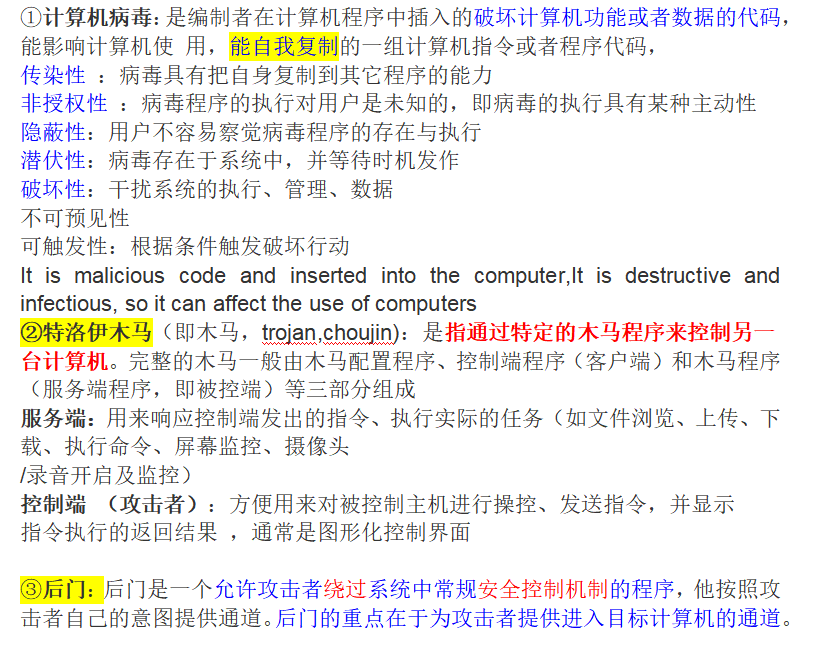 ①计算机病毒：是编制者在计算机程序中插入的破坏计算机功能或者数据的代码，
能影响计算机使 用，能自我复制的一组计算机指令或者程序代码，
传染性 ：病毒具有把自身复制到其它程序的能力
非授权性 ：病毒程序的执行对用户是未知的，即病毒的执行具有某种主动性
隐蔽性：用户不容易察觉病毒程序的存在与执行
潜伏性：病毒存在于系统中，并等待时机发作
破坏性：干扰系统的执行、管理、数据
不可预见性
可触发性：根据条件触发破坏行动
It is malicious code and inserted into the computer,It is destructive and
infectious, so it can affect the use of computers
②特洛伊木马（即木马，trojan,choujin)：是指通过特定的木马程序来控制另一
台计算机。完整的木马一般由木马配置程序、控制端程序（客户端）和木马程序
（服务端程序，即被控端）等三部分组成
服务端：用来响应控制端发出的指令、执行实际的任务（如文件浏览、上传、下
载、执行命令、屏幕监控、摄像头
/录音开启及监控）
控制端 （攻击者）：方便用来对被控制主机进行操控、发送指令，并显示
指令执行的返回结果 ，通常是图形化控制界面
③后门：后门是一个允许攻击者绕过系统中常规安全控制机制的程序，他按照攻
击者自己的意图提供通道。后门的重点在于为攻击者提供进入目标计算机的通道。